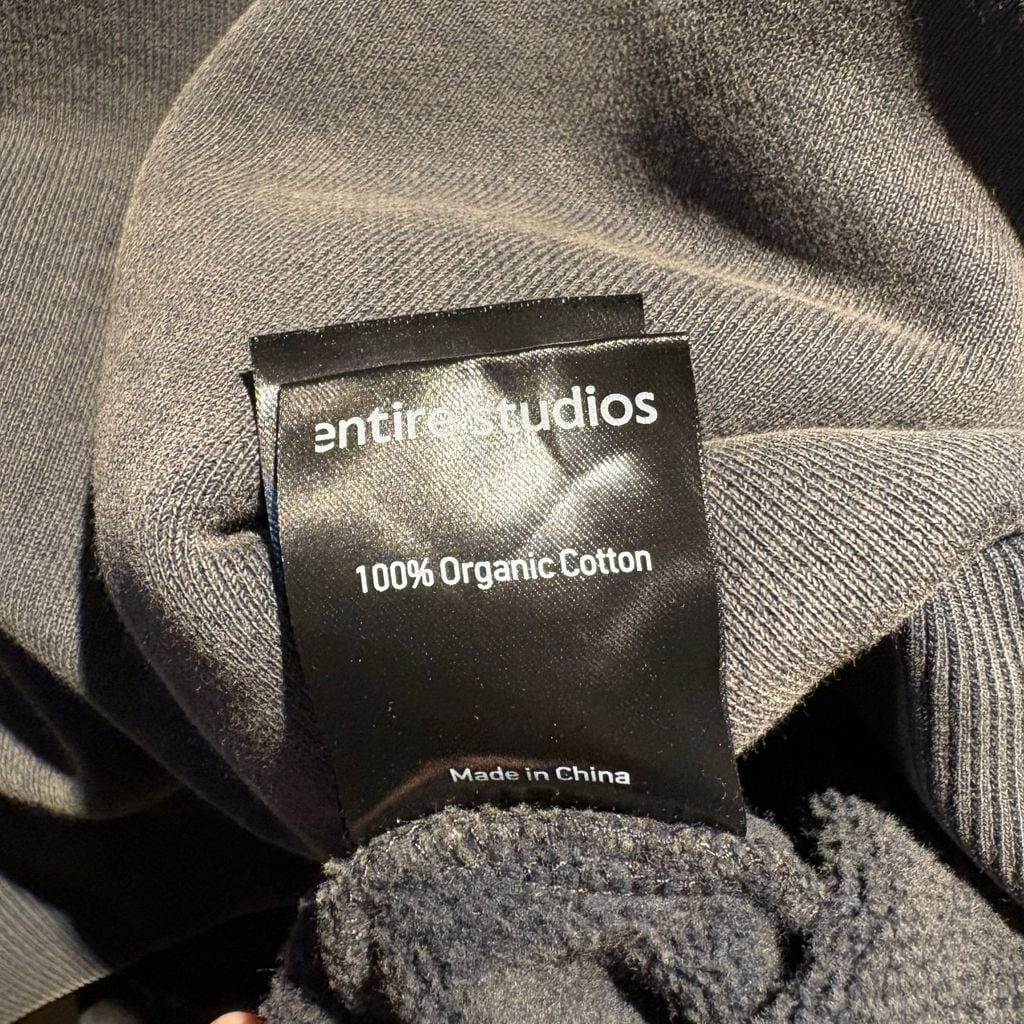 entire studios
100% Organic Cotton
Made in China